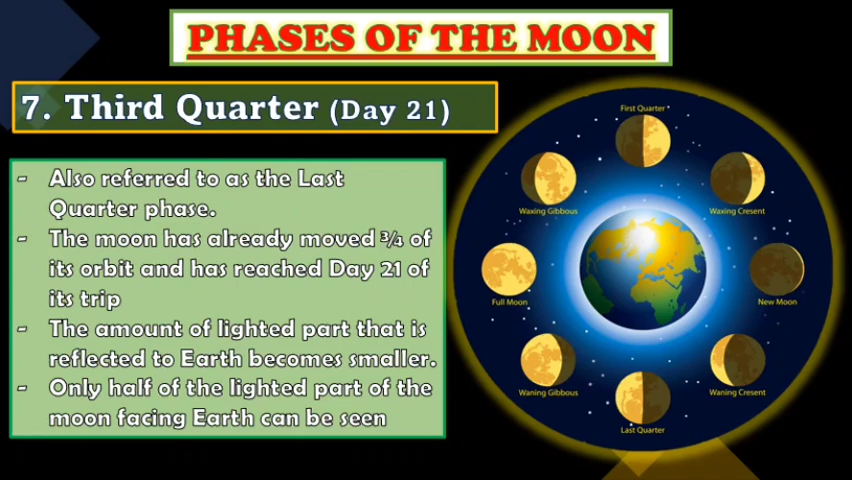 PHASES OF THE MOON
7. Third Quarter (Day 21)
- Also referred to as the Last
Quarter phase.
- The moon has already moved ¾ of
its orbit and has reached Day 21 of
its trip
- The amount of lighted part that is
reflected to Earth becomes smaller.
- Only half of the lighted part of the
moon facing Earth can be seen
First Quarter
Waxing Gibbous
Waxing Cresent
Full Moon
New Moon
Waning Gibbous
Waning Cresent
Last Quarter